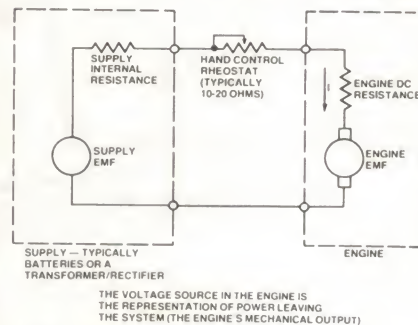 SUPPLY
INTERNAL
RESISTANCE
HAND CONTROL
RHEOSTAT
(TYPICALLY
10-20 OHMS)
I
ENGINE DC
RESISTANCE
SUPPLY
EMF
ENGINE
EMF
SUPPLY — TYPICALLY
BATTERIES OR A
TRANSFORMER/RECTIFIER
ENGINE
THE VOLTAGE SOURCE IN THE ENGINE IS
THE REPRESENTATION OF POWER LEAVING
THE SYSTEM (THE ENGINE'S MECHANICAL OUTPUT)